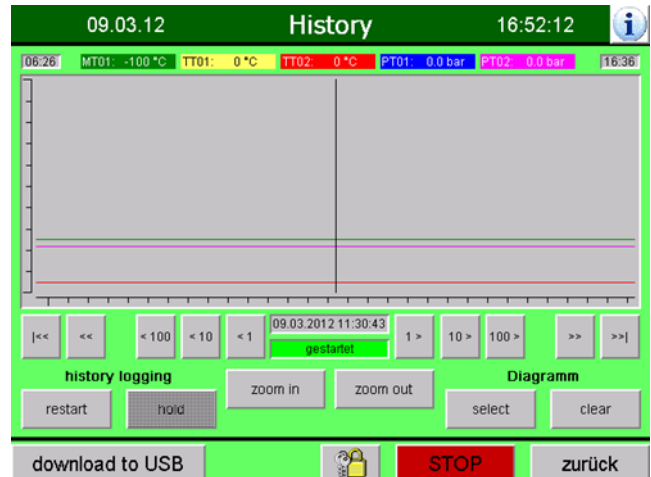 09.03.12 History 16:52:12 i
06:26 MT01: -100 °C TT01: 0 °C TT02: 0 °C PT01: 0.0 bar PT02: 0.0 bar 16:36
|<< << < 100 < 10 < 1 09.03.2012 11:30:43 1 > 10 > 100 > >> >>|
gestartet
history logging zoom in zoom out Diagramm
restart hold select clear
download to USB STOP zurück